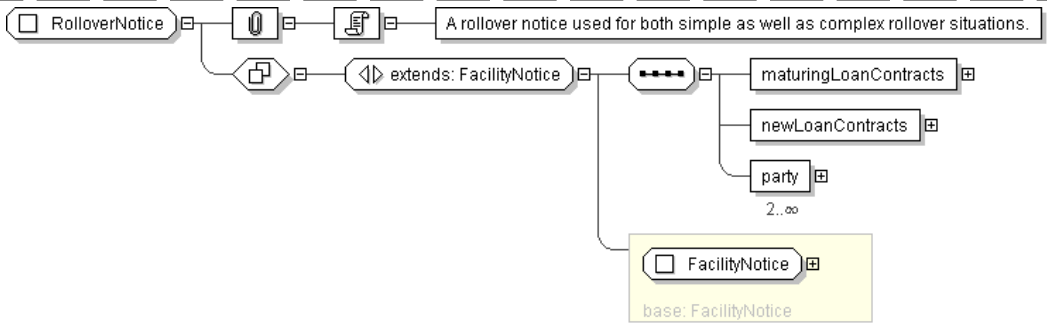 RolloverNotice
A rollover notice used for both simple as well as complex rollover situations.
extends: FacilityNotice
maturingLoanContracts
newLoanContracts
party
2..∞
FacilityNotice
base: FacilityNotice